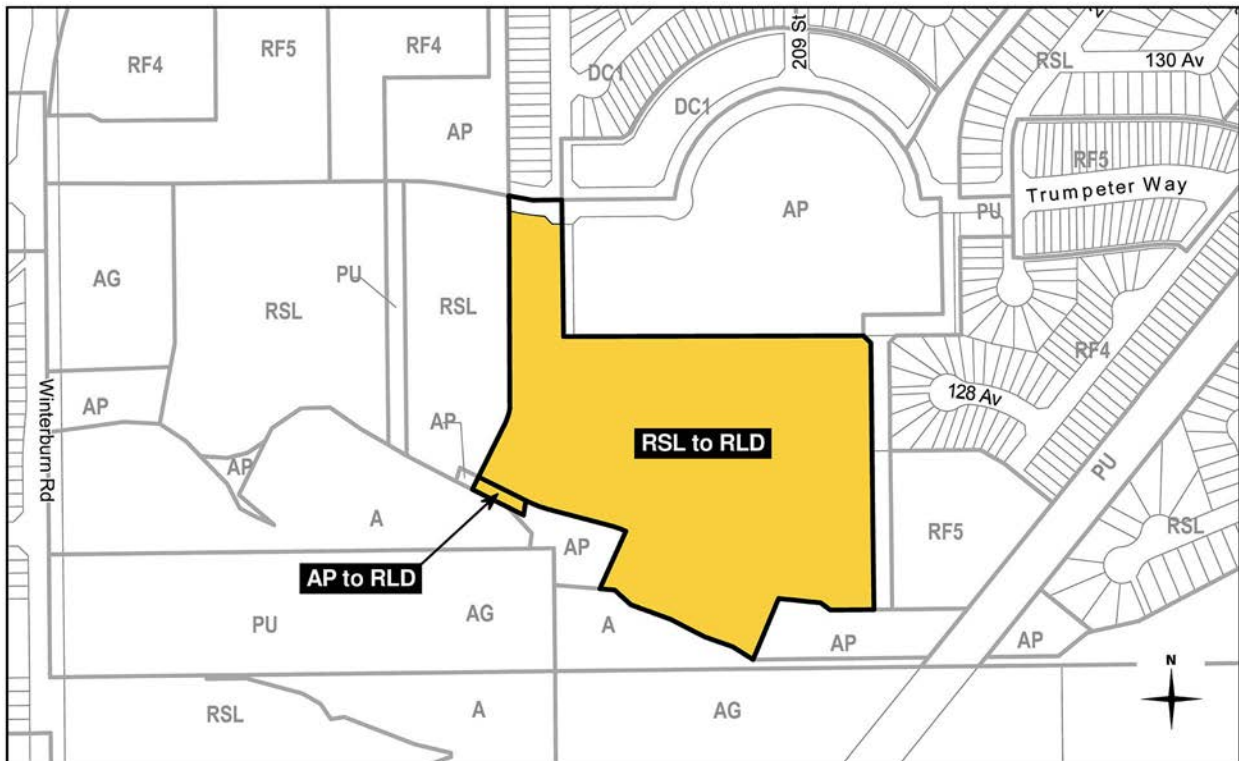 RF4
RF5
RF4
209 St
DC1
RSL
130 Av
DC1
AP
RF5
Trumpeter Way
AP
PU
AG
PU
RSL
RSL
RF4
Winterburn Rd
AP
128 Av
AP
RSL to RLD
AP
PU
A
AP
RF5
RSL
AP to RLD
PU
AG
A
AP
AP
N
RSL
A
AG